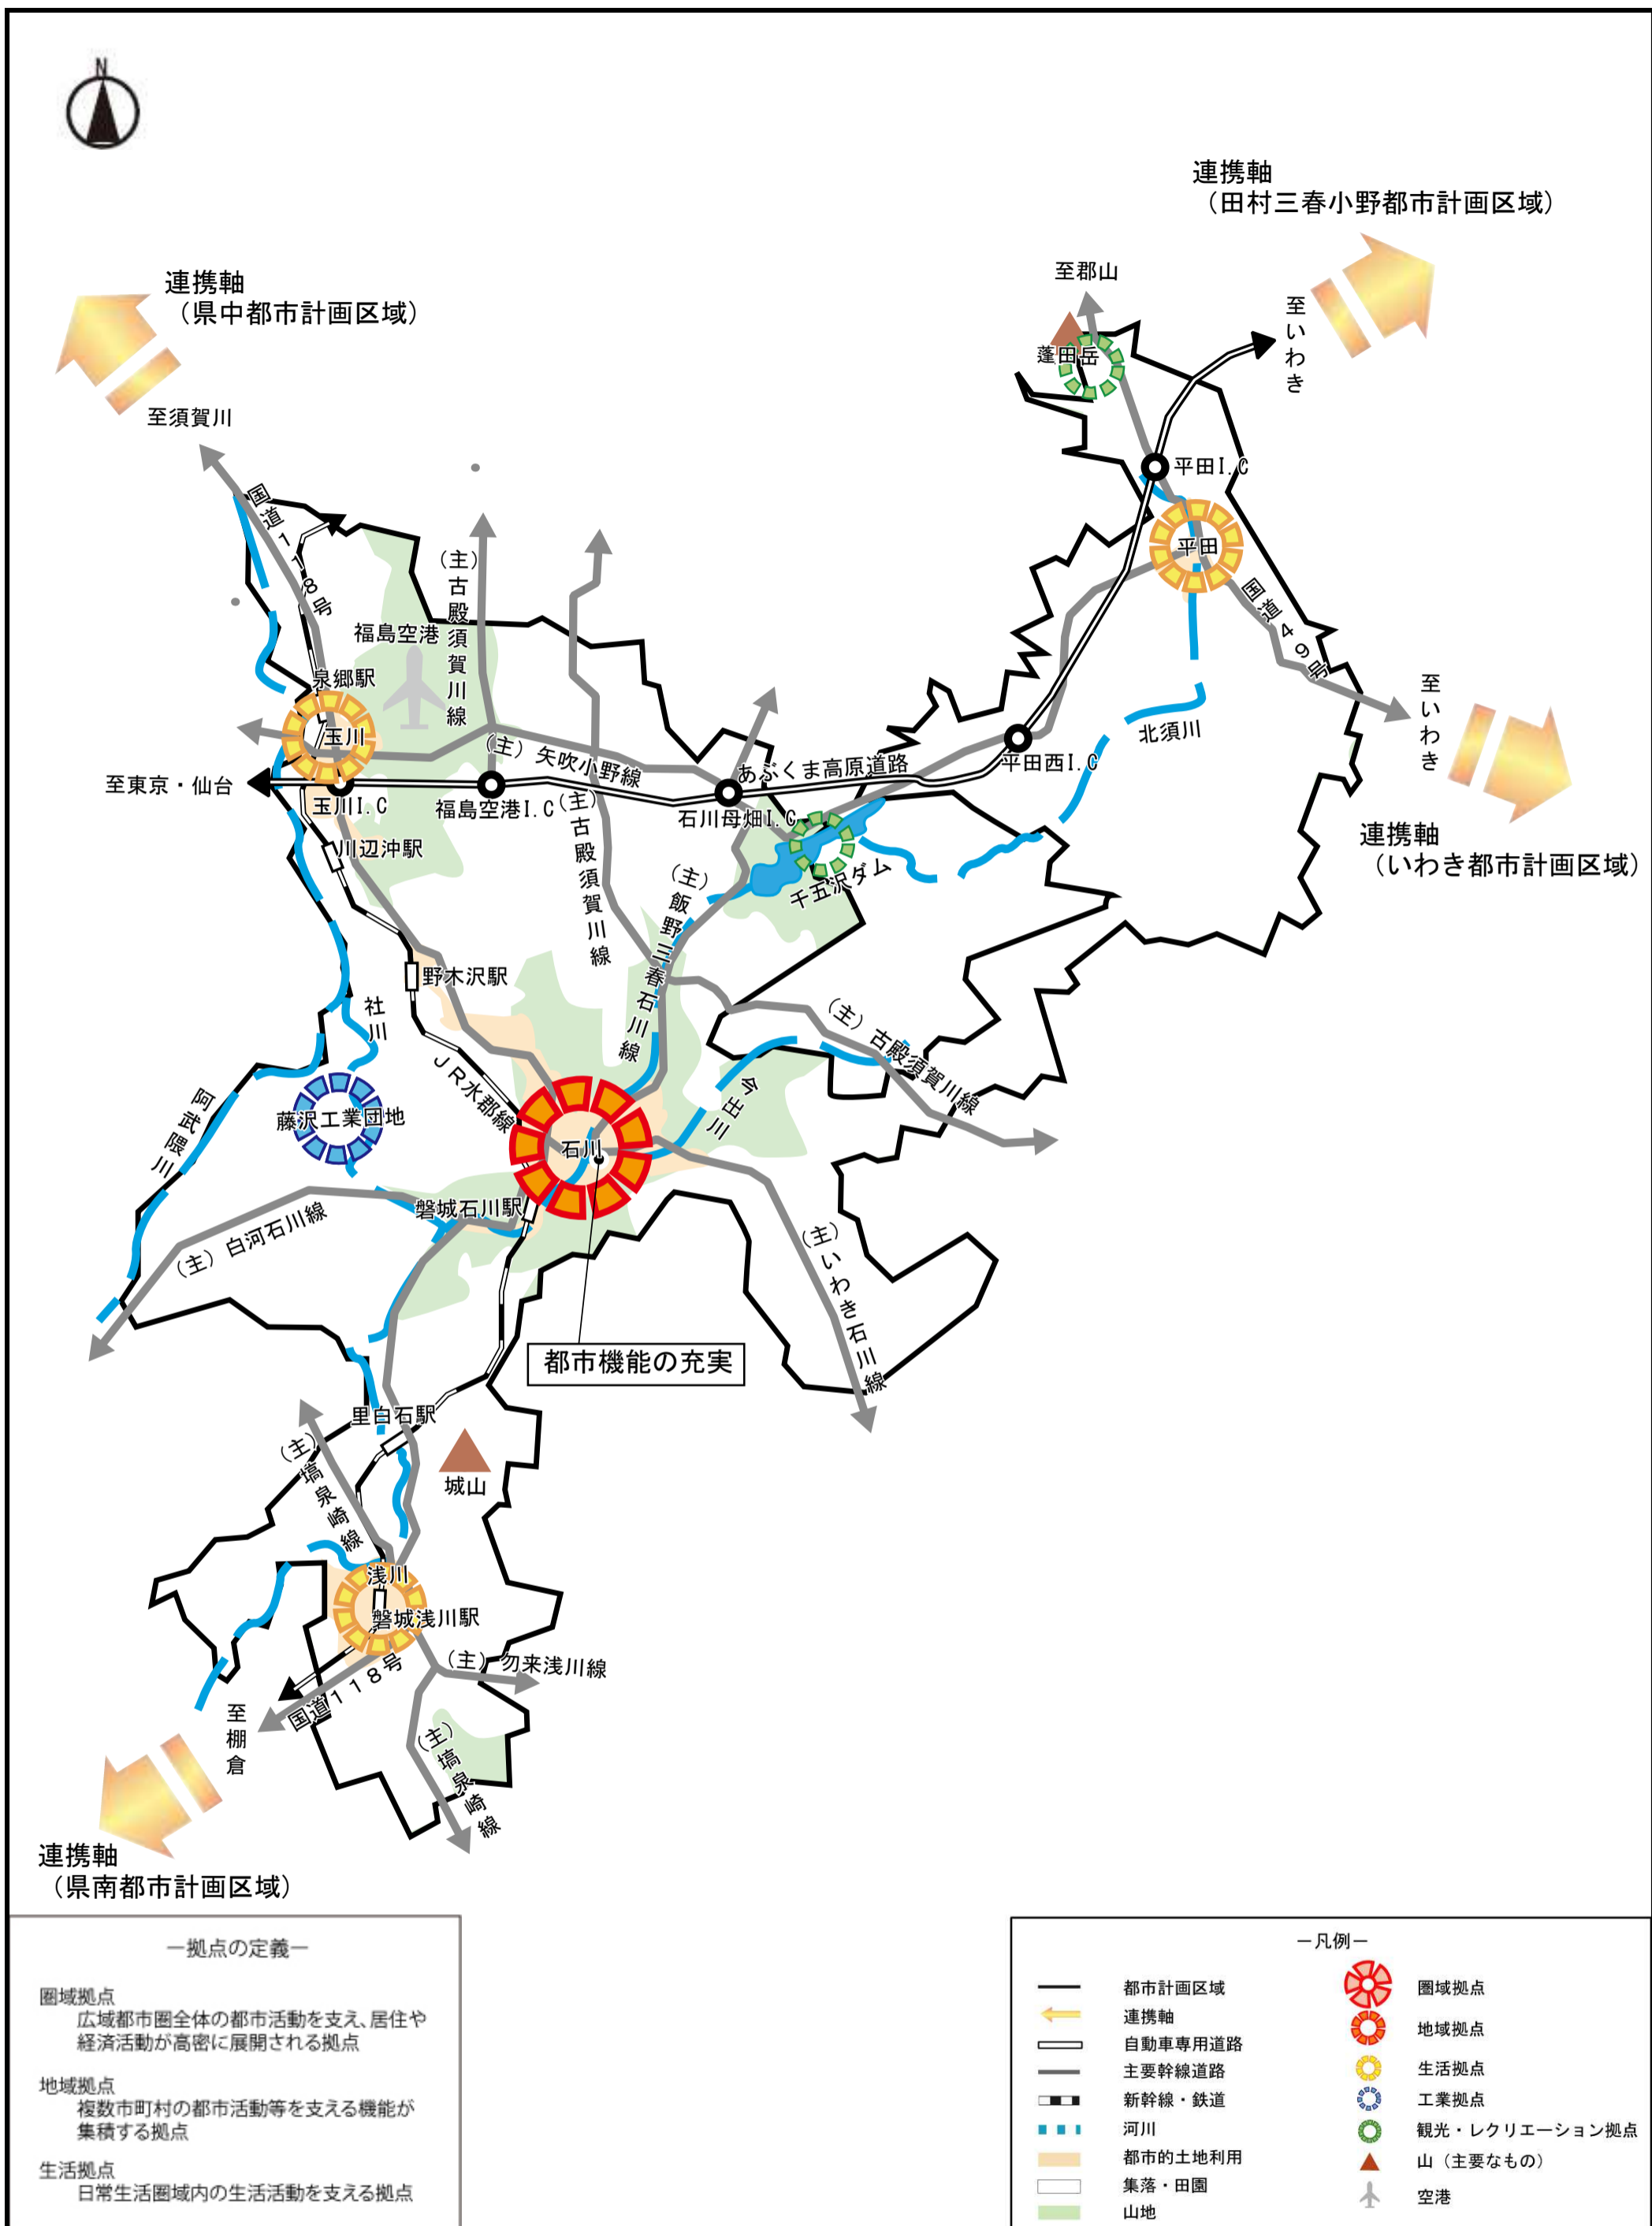 N
連携軸
（田村三春小野都市計画区域）
連携軸
（県中都市計画区域）
至郡山
至いわき
蓬田岳
至須賀川
平田I.C
国道118号
平田
（主）古殿須賀川線
福島空港
国道49号
泉郷駅
至いわき
玉川
（主）矢吹小野線
北須川
あぶくま高原道路
平田西I.C
至東京・仙台
玉川I.C
福島空港I.C
石川母畑I.C
（主）古殿須賀川線
連携軸
（いわき都市計画区域）
川辺沖駅
千五沢ダム
（主）飯野三春石川線
野木沢駅
社川
（主）古殿須賀川線
JR水郡線
今出川
阿武隈川
藤沢工業団地
石川
磐城石川駅
（主）白河石川線
（主）いわき石川線
都市機能の充実
里白石駅
（主）塙泉崎線
城山
浅川
磐城浅川駅
（主）勿来浅川線
国道118号
至棚倉
（主）塙泉崎線
連携軸
（県南都市計画区域）
－拠点の定義－
圏域拠点
広域都市圏全体の都市活動を支え、居住や
経済活動が高密に展開される拠点
地域拠点
複数市町村の都市活動等を支える機能が
集積する拠点
生活拠点
日常生活圏域内の生活活動を支える拠点
－凡例－
都市計画区域
連携軸
自動車専用道路
主要幹線道路
新幹線・鉄道
河川
都市的土地利用
集落・田園
山地
圏域拠点
地域拠点
生活拠点
工業拠点
観光・レクリエーション拠点
山（主要なもの）
空港